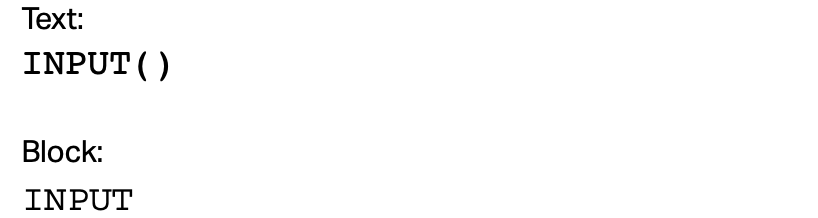 Text:
INPUT()
Block:
INPUT